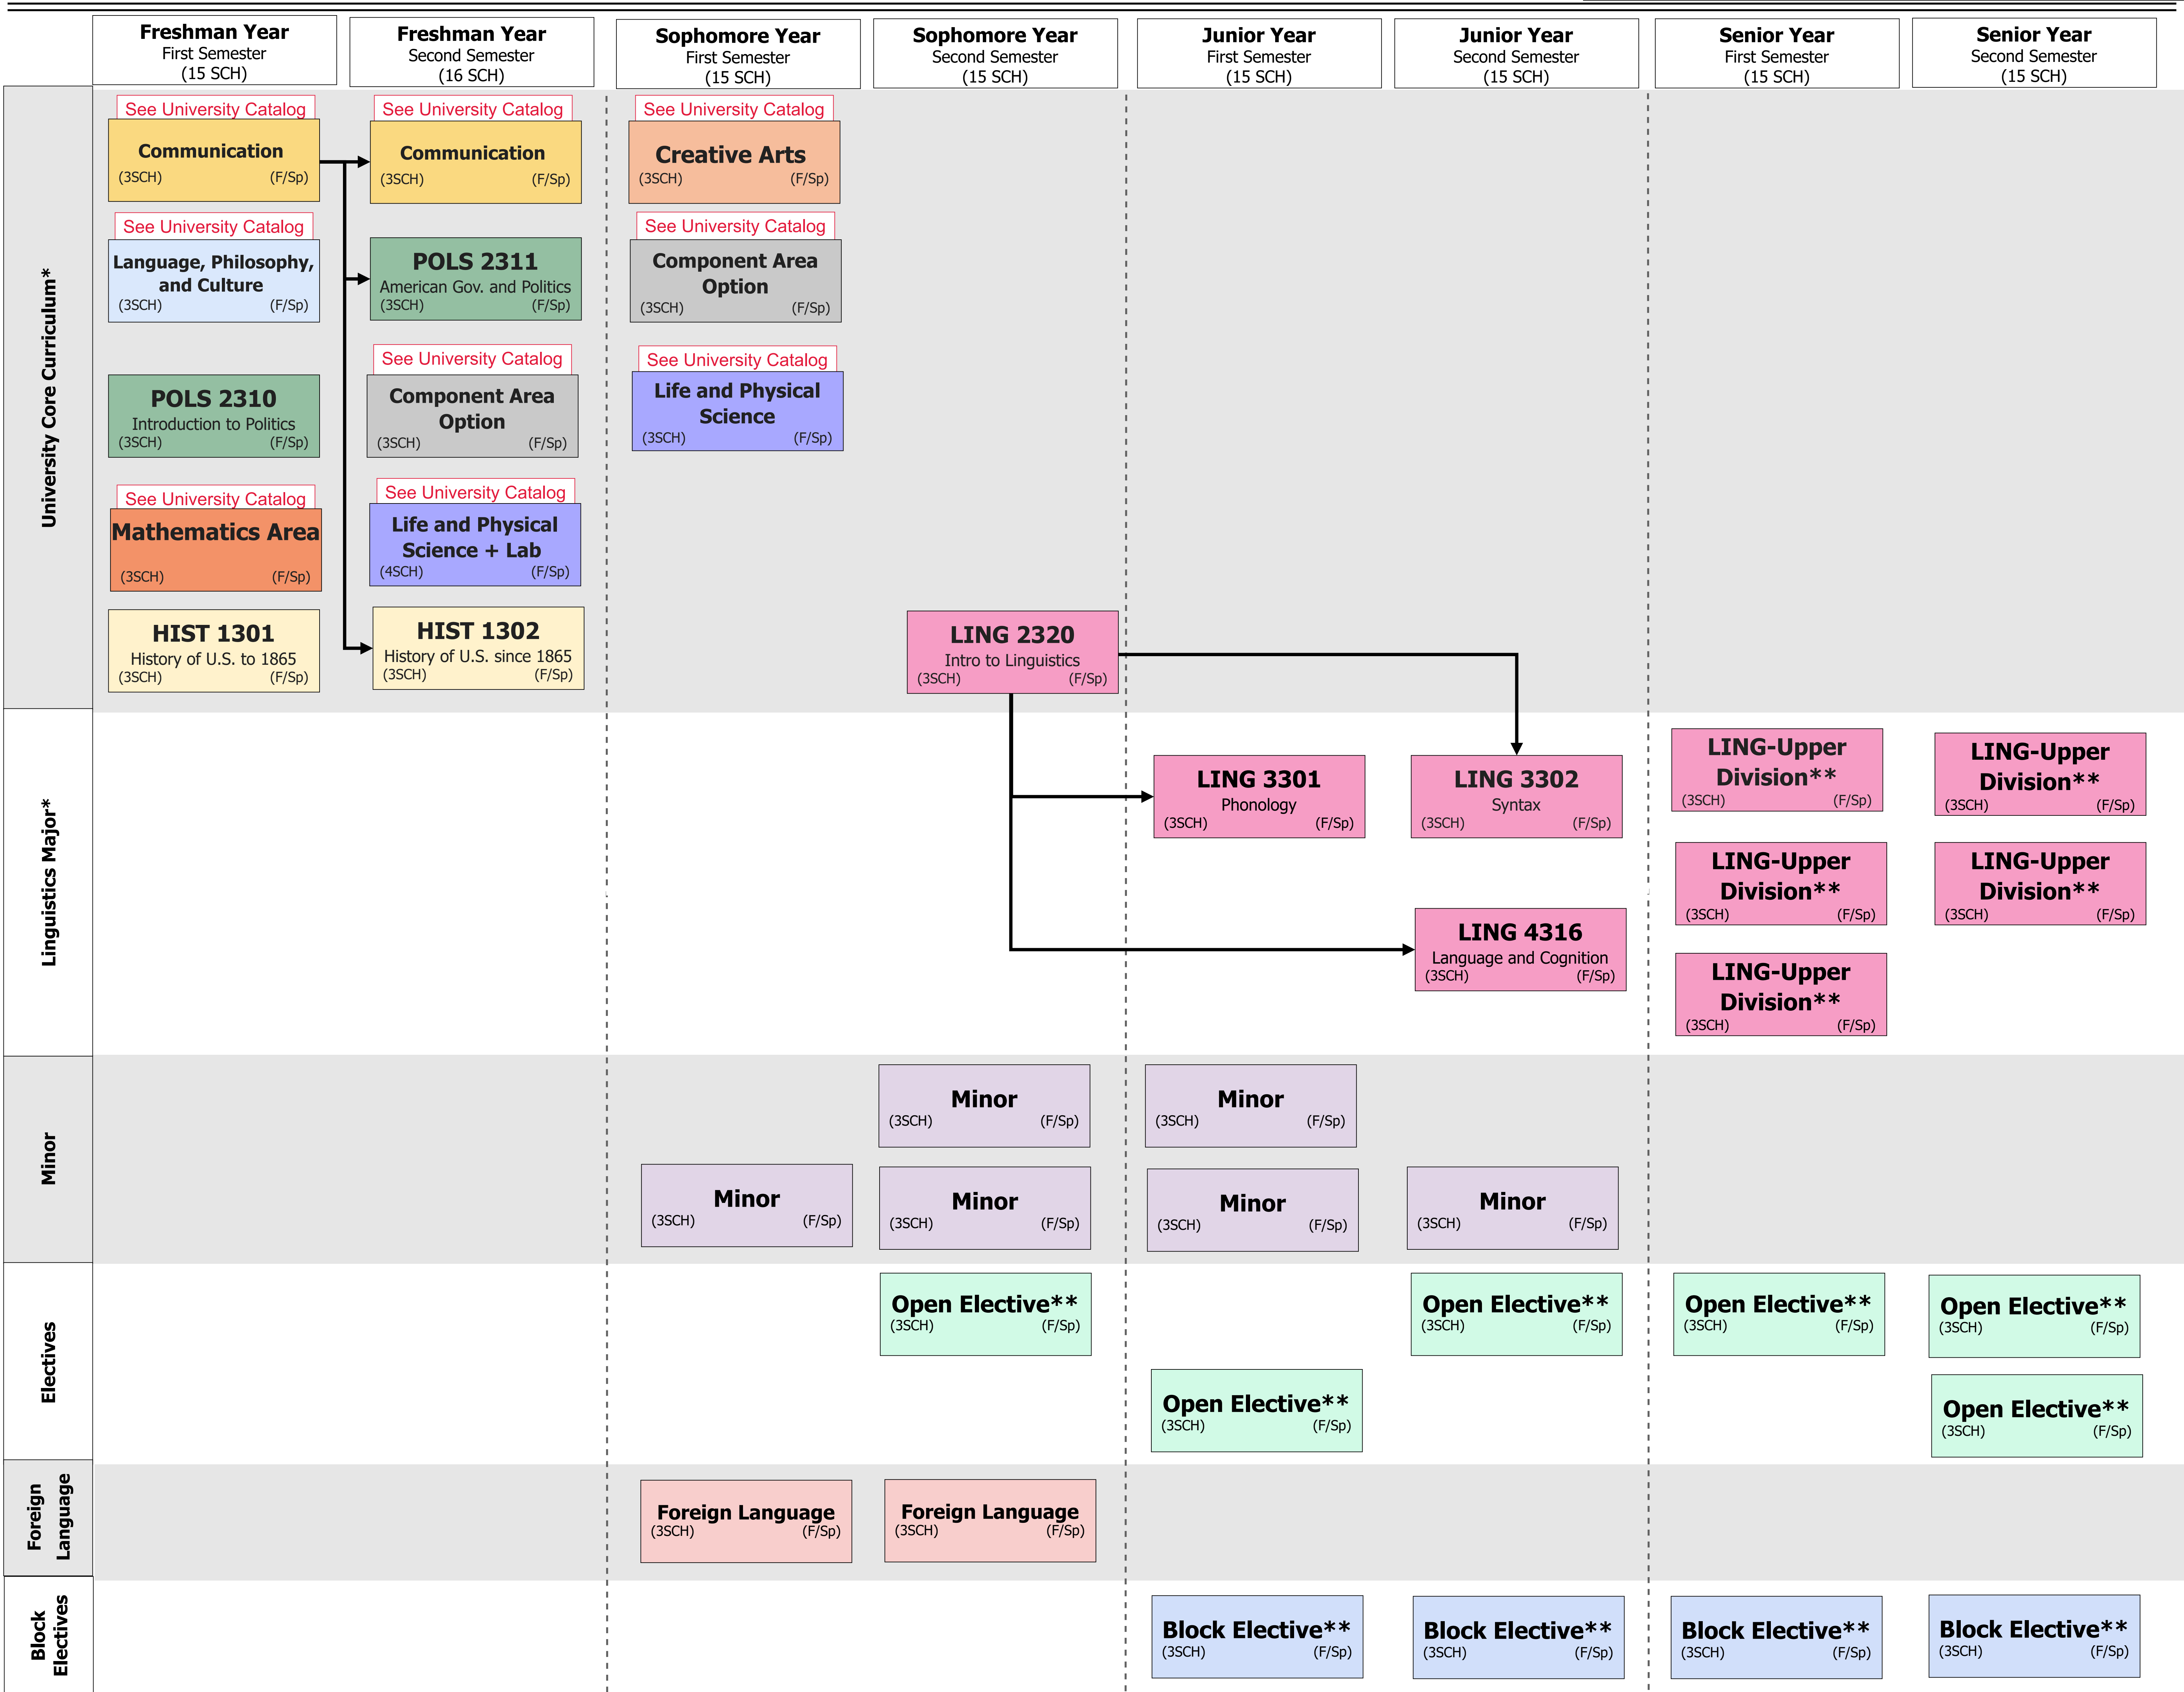 Freshman Year
First Semester
(15 SCH)
Freshman Year
Second Semester
(16 SCH)
Sophomore Year
First Semester
(15 SCH)
Sophomore Year
Second Semester
(15 SCH)
Junior Year
First Semester
(15 SCH)
Junior Year
Second Semester
(15 SCH)
Senior Year
First Semester
(15 SCH)
Senior Year
Second Semester
(15 SCH)
University Core Curriculum*
See University Catalog
Communication
(3SCH) (F/Sp)
See University Catalog
Language, Philosophy,
and Culture
(3SCH) (F/Sp)
POLS 2310
Introduction to Politics
(3SCH) (F/Sp)
See University Catalog
Mathematics Area
(3SCH) (F/Sp)
HIST 1301
History of U.S. to 1865
(3SCH) (F/Sp)
See University Catalog
Communication
(3SCH) (F/Sp)
POLS 2311
American Gov. and Politics
(3SCH) (F/Sp)
See University Catalog
Component Area
Option
(3SCH) (F/Sp)
See University Catalog
Life and Physical
Science + Lab
(4SCH) (F/Sp)
HIST 1302
History of U.S. since 1865
(3SCH) (F/Sp)
See University Catalog
Creative Arts
(3SCH) (F/Sp)
See University Catalog
Component Area
Option
(3SCH) (F/Sp)
See University Catalog
Life and Physical
Science
(3SCH) (F/Sp)
LING 2320
Intro to Linguistics
(3SCH) (F/Sp)
Linguistics Major*
LING 3301
Phonology
(3SCH) (F/Sp)
LING 3302
Syntax
(3SCH) (F/Sp)
LING 4316
Language and Cognition
(3SCH) (F/Sp)
LING-Upper
Division**
(3SCH) (F/Sp)
LING-Upper
Division**
(3SCH) (F/Sp)
LING-Upper
Division**
(3SCH) (F/Sp)
LING-Upper
Division**
(3SCH) (F/Sp)
LING-Upper
Division**
(3SCH) (F/Sp)
Minor
Minor
(3SCH) (F/Sp)
Minor
(3SCH) (F/Sp)
Minor
(3SCH) (F/Sp)
Minor
(3SCH) (F/Sp)
Minor
(3SCH) (F/Sp)
Minor
(3SCH) (F/Sp)
Electives
Open Elective**
(3SCH) (F/Sp)
Open Elective**
(3SCH) (F/Sp)
Open Elective**
(3SCH) (F/Sp)
Open Elective**
(3SCH) (F/Sp)
Open Elective**
(3SCH) (F/Sp)
Open Elective**
(3SCH) (F/Sp)
Foreign
Language
Foreign Language
(3SCH) (F/Sp)
Foreign Language
(3SCH) (F/Sp)
Block
Electives
Block Elective**
(3SCH) (F/Sp)
Block Elective**
(3SCH) (F/Sp)
Block Elective**
(3SCH) (F/Sp)
Block Elective**
(3SCH) (F/Sp)